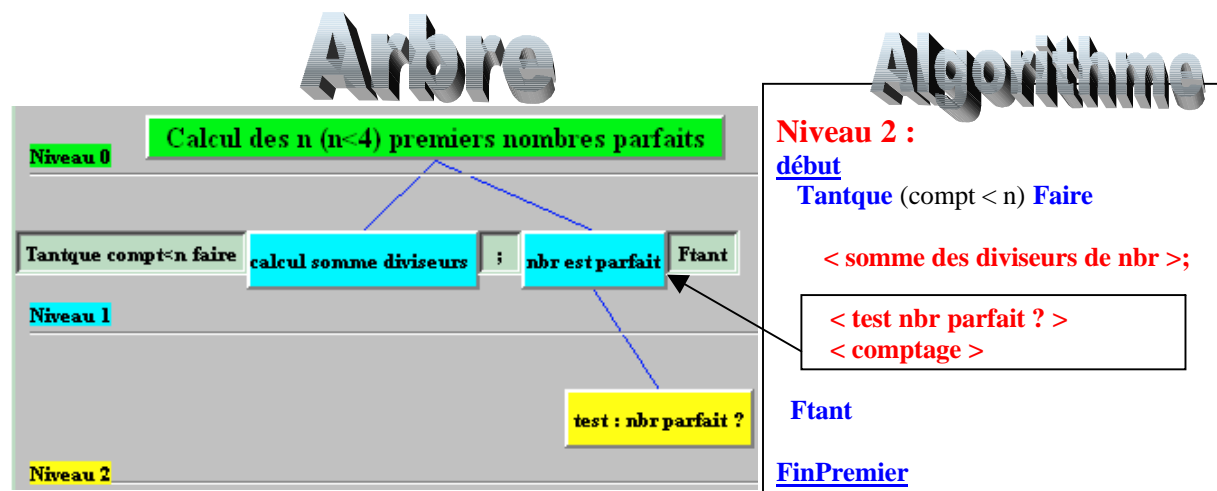 Arbre
Calcul des n (n<4) premiers nombres parfaits
Niveau 0
Tantque compt<n faire calcul somme diviseurs ; nbr est parfait Ftant
Niveau 1
test : nbr parfait ?
Niveau 2
Algorithme
Niveau 2 :
début
Tantque (compt < n) Faire
< somme des diviseurs de nbr >;
< test nbr parfait ? >
< comptage >
Ftant
FinPremier